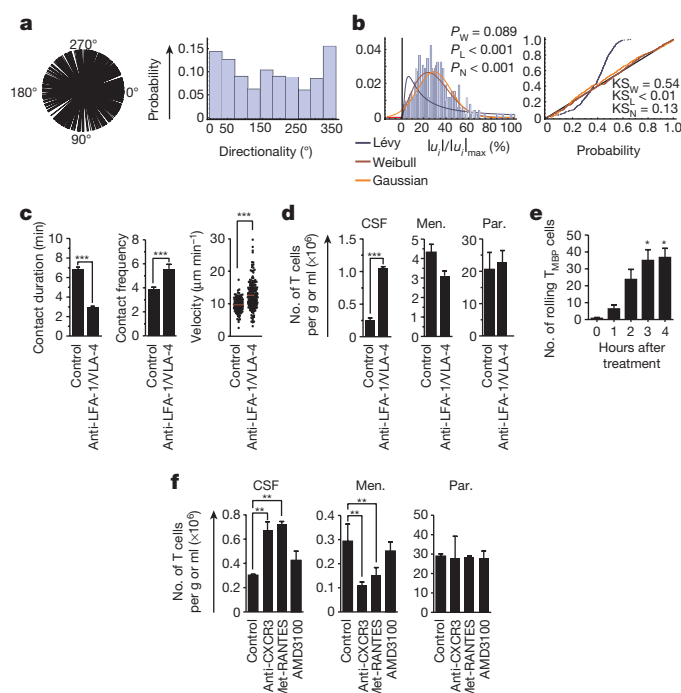 a
270°
180°
0°
90°
Probability
0.15
0.10
0.05
0
0 50 150 250 350
Directionality (°)
b
P_W = 0.089
P_L < 0.001
P_N < 0.001
0.04
0.02
0
0 20 40 60 80 100
|u_i|/|u_i|max (%)
Lévy
Weibull
Gaussian
1.0
0.8
0.6
0.4
0.2
0
KS_W = 0.54
KS_L < 0.01
KS_N = 0.13
0 0.2 0.4 0.6 1.0
Probability
c
Contact duration (min)
10
8
6
4
2
0
***
Control
Anti-LFA-1/VLA-4
Contact frequency
8
6
4
2
0
***
Control
Anti-LFA-1/VLA-4
Velocity (μm min⁻¹)
30
20
10
0
***
Control
Anti-LFA-1/VLA-4
d
No. of T cells
per g or ml (×10⁶)
CSF
1.5
1.0
0.5
0
***
Control
Anti-LFA-1/VLA-4
Men.
5
4
3
2
1
0
Control
Anti-LFA-1/VLA-4
Par.
30
20
10
0
Control
Anti-LFA-1/VLA-4
e
No. of rolling T_MBP cells
50
40
30
20
10
0
* *
0 1 2 3 4
Hours after
treatment
f
No. of T cells
per g or ml (×10⁶)
CSF
0.8
0.6
0.4
0.2
0
**
**
Control
Anti-CXCR3
Met-RANTES
AMD3100
Men.
0.4
0.3
0.2
0.1
0
**
**
Control
Anti-CXCR3
Met-RANTES
AMD3100
Par.
50
40
30
20
10
0
Control
Anti-CXCR3
Met-RANTES
AMD3100